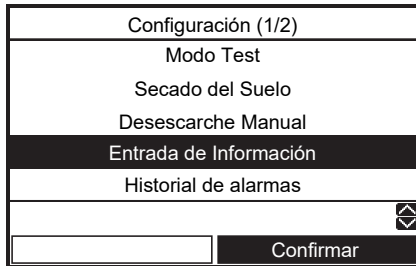 Configuración (1/2)
Modo Test
Secado del Suelo
Desescarche Manual
Entrada de Información
Historial de alarmas
Confirmar